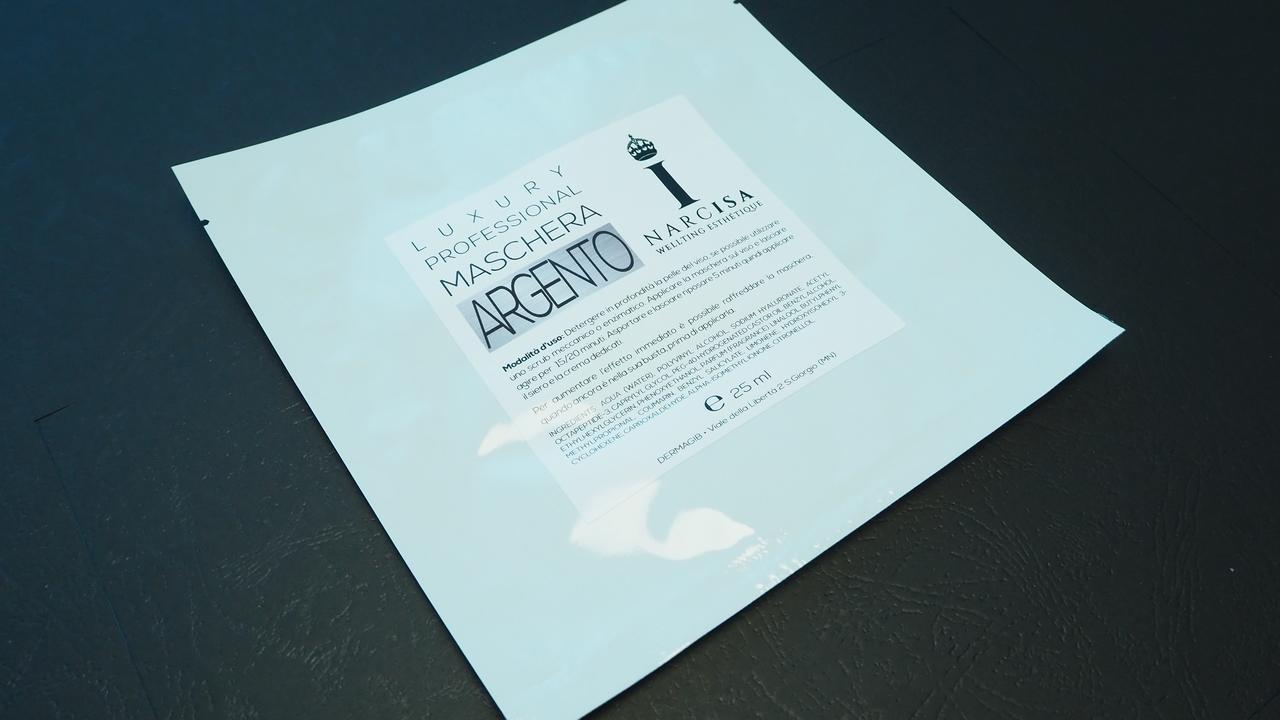 LUXURY
PROFESSIONAL
MASCHERA
ARGENTO
I
NARCISA
WELLTING ESTHÉTIQUE
Modalità d'uso: Detergere in profondità la pelle del viso, se possibile utilizzare
uno scrub meccanico o enzimatico. Applicare la maschera sul viso e lasciare
agire per 15/20 minuti. Asportare e lasciare riposare 5 minuti quindi applicare
il siero e la crema dedicati.
Per aumentare l'effetto immediato è possibile raffreddare la maschera,
quando ancora è nella sua busta, prima di applicarla.
INGREDIENTS: AQUA (WATER), POLYVINYL ALCOHOL, SODIUM HYALURONATE, ACETYL
OCTAPEPTIDE-3, CAPRYLYL GLYCOL, PEG-40 HYDROGENATED CASTOR OIL, BENZYL ALCOHOL,
ETHYLHEXYLGLYCERIN, PHENOXYETHANOL, PARFUM (FRAGRANCE), LINALOOL, BUTYLPHENYL
METHYLPROPIONAL, COUMARIN, BENZYL SALICYLATE, LIMONENE, HYDROXYISOHEXYL 3-
CYCLOHEXENE CARBOXALDEHYDE, ALPHA-ISOMETHYL IONONE, CITRONELLOL.
℮ 25 ml
DERMAGIB • Viale della Libertà 2 S.Giorgio (MN)